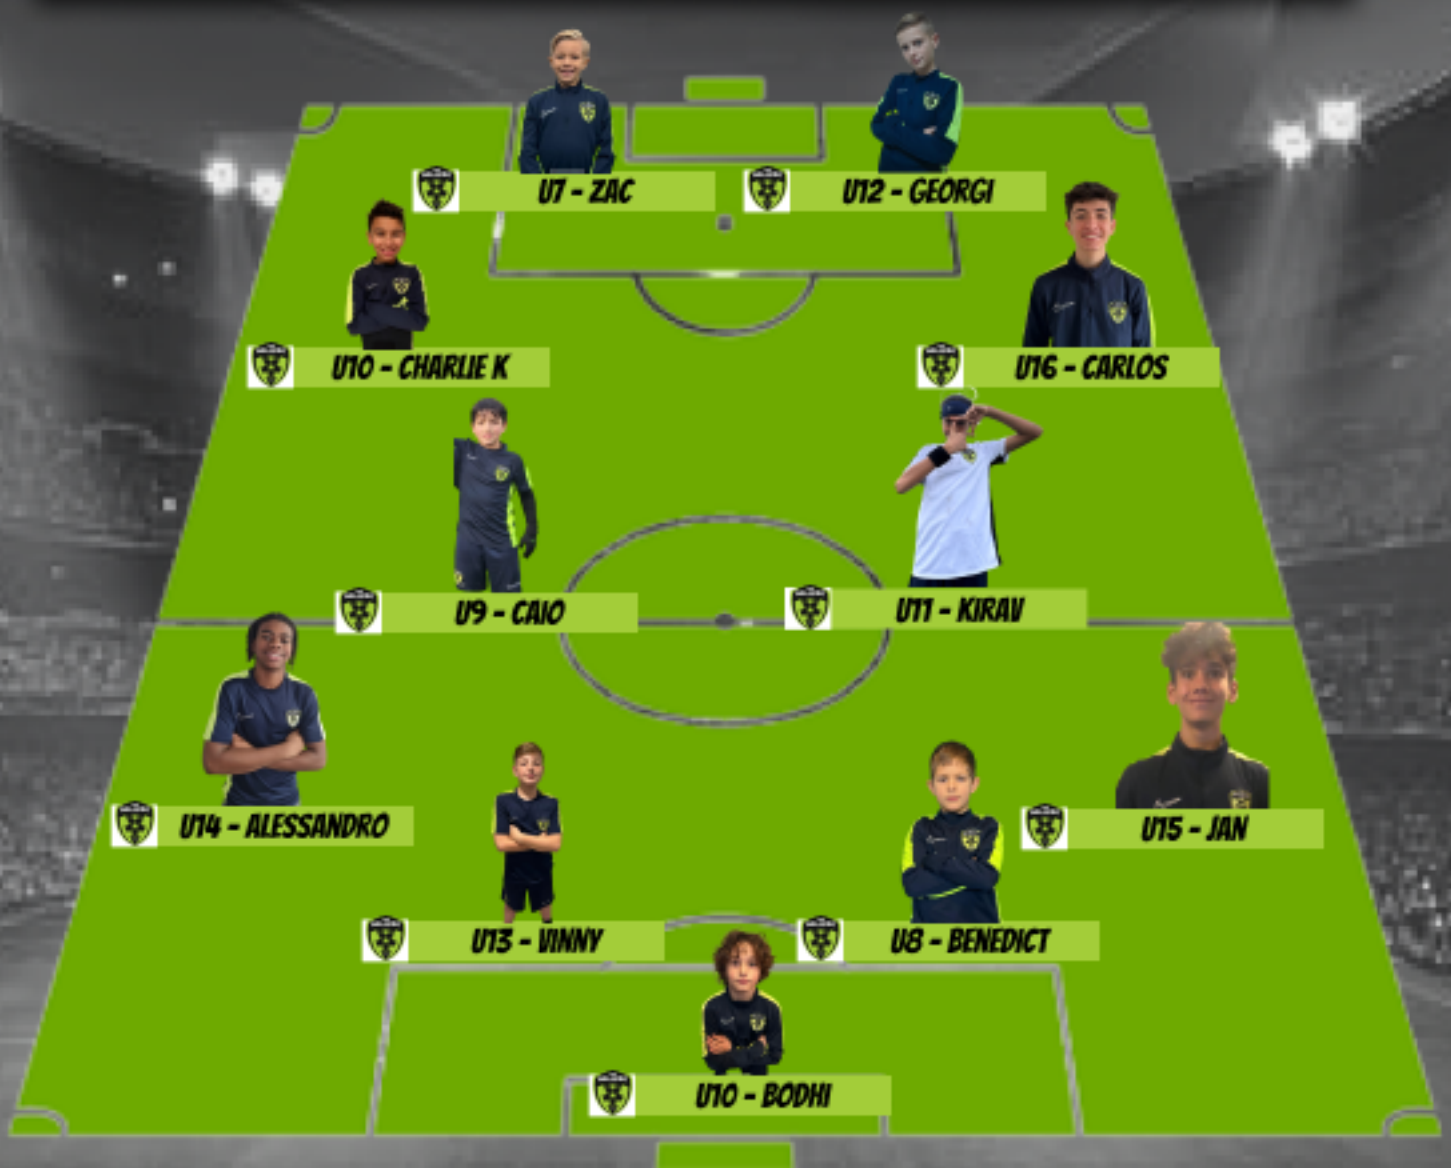 U7 - ZAC
U12 - GEORGI
U10 - CHARLIE K
U16 - CARLOS
U9 - CAIO
U11 - KIRAV
U14 - ALESSANDRO
U15 - JAN
U13 - VINNY
U8 - BENEDICT
U10 - BODHI